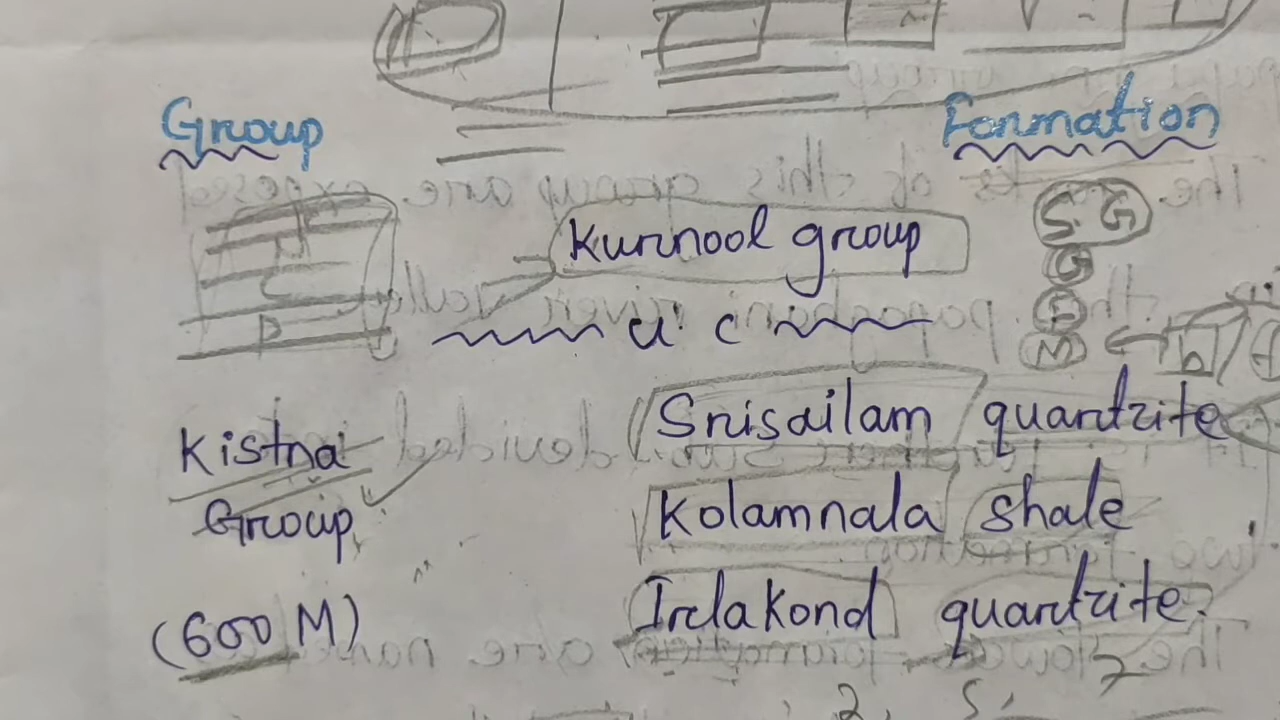 Group Formation
Kurnool group
u c
Srisailam quartzite
Kistna
Kolamnala shale
Group
Irlakond quartzite.
(600 M)